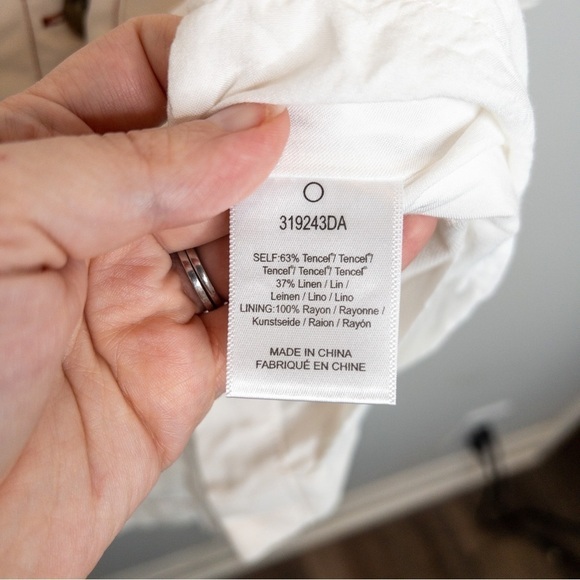 319243DA
SELF:63% Tencel®/ Tencel®/
Tencel®/ Tencel®/ Tencel®
37% Linen / Lin /
Leinen / Lino / Lino
LINING:100% Rayon / Rayonne /
Kunstseide / Raion / Rayón
MADE IN CHINA
FABRIQUÉ EN CHINE